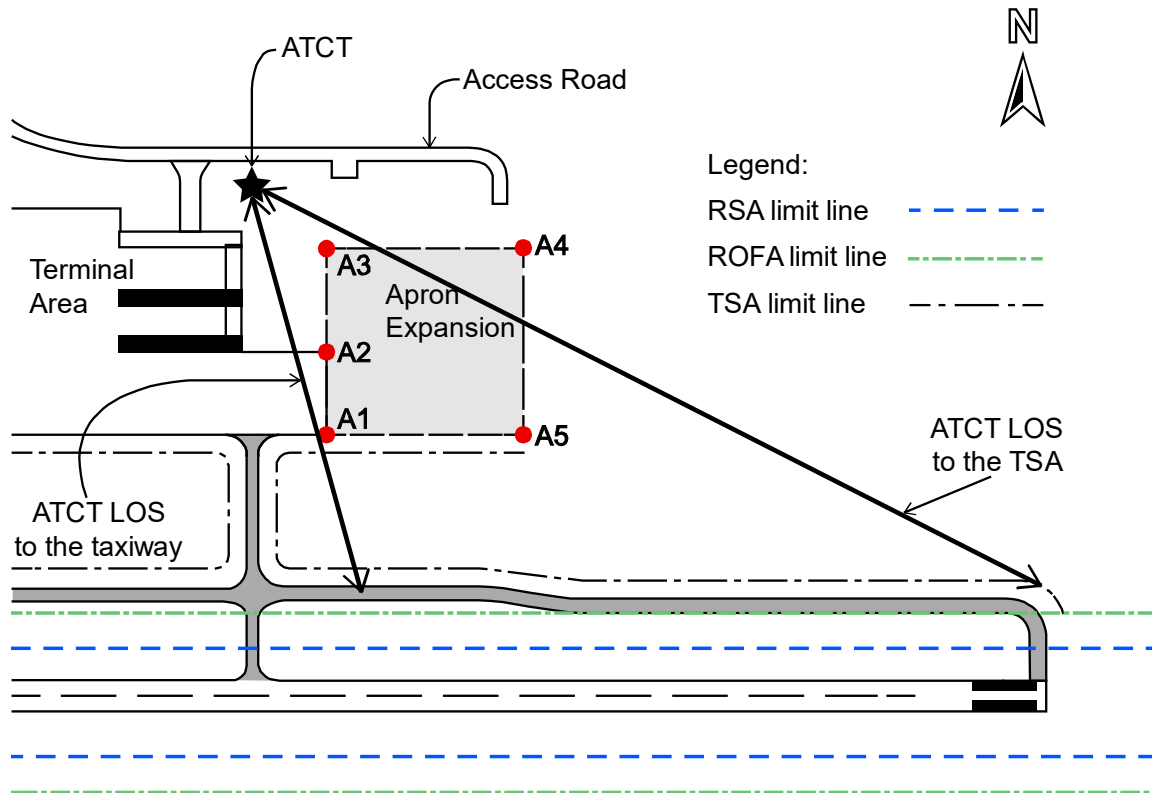 N
ATCT
Access Road
Legend:
RSA limit line
ROFA limit line
TSA limit line
A3
A4
Terminal
Area
Apron
Expansion
A2
A1
A5
ATCT LOS
to the TSA
ATCT LOS
to the taxiway